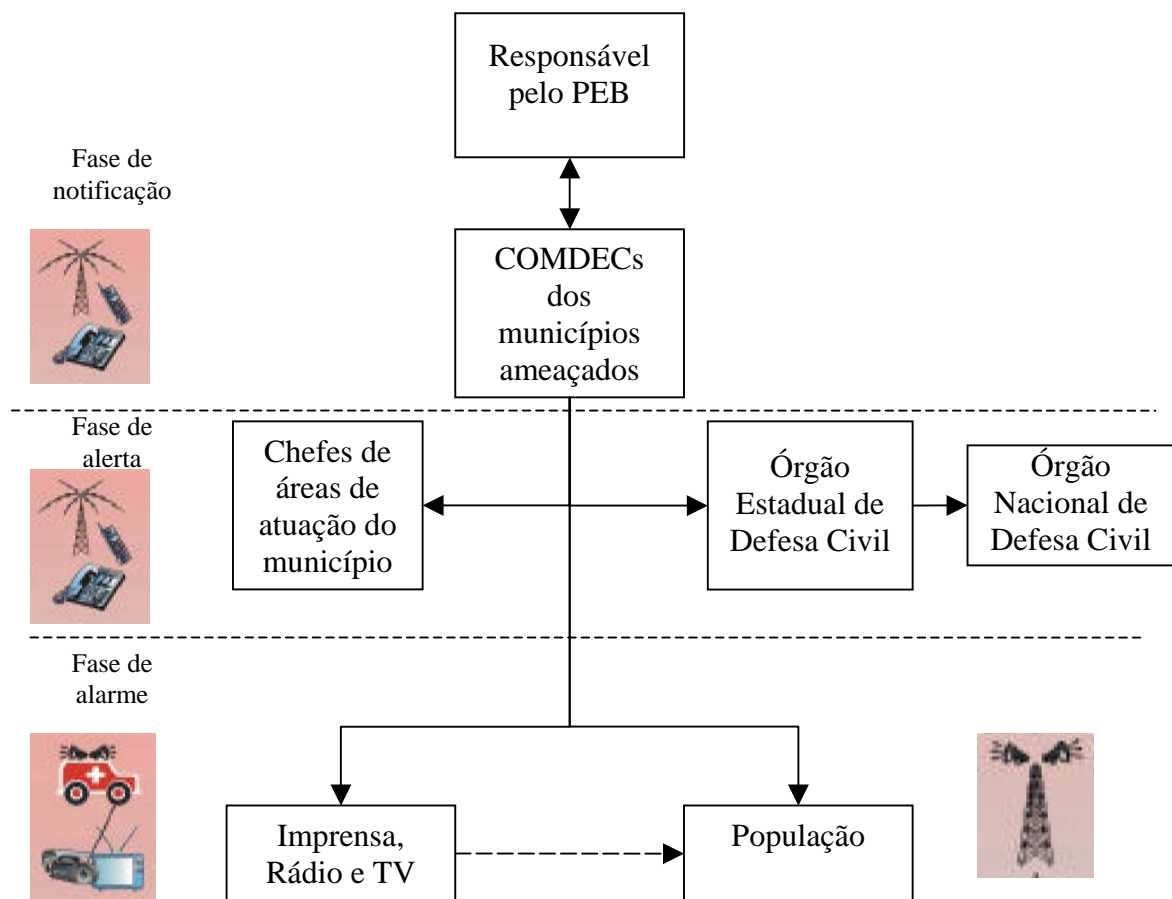 Responsável
pelo PEB
Fase de
notificação
COMDECs
dos
municípios
ameaçados
Fase de
alerta
Chefes de
áreas de
atuação do
município
Órgão
Estadual de
Defesa Civil
Órgão
Nacional de
Defesa Civil
Fase de
alarme
Imprensa,
Rádio e TV
População